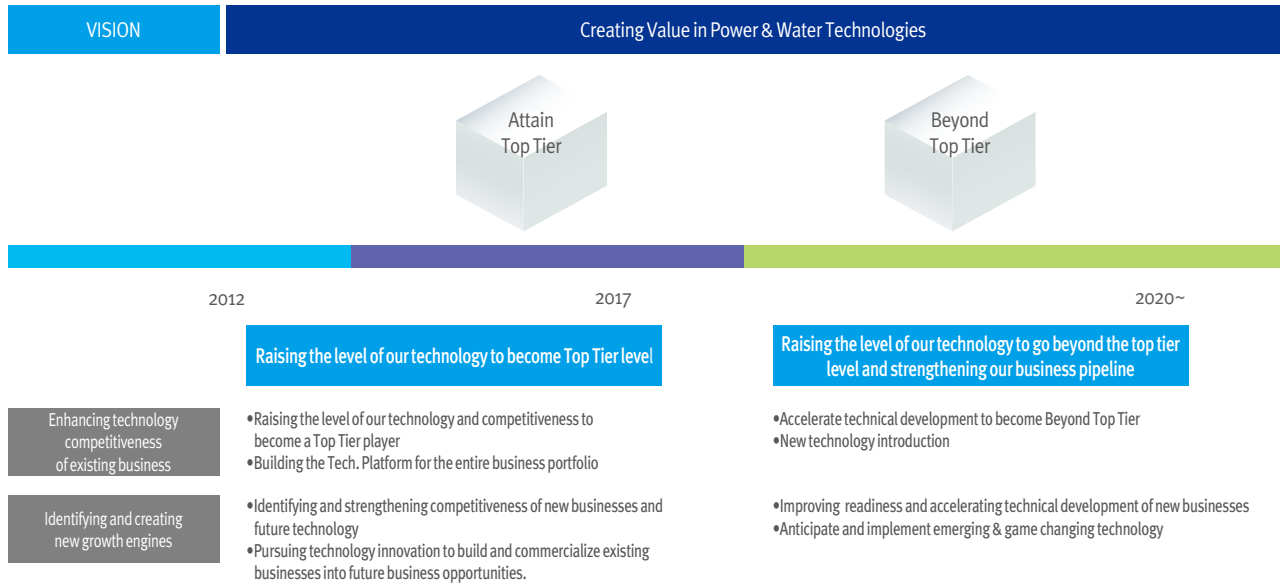 VISION
Creating Value in Power & Water Technologies
Attain
Top Tier
Beyond
Top Tier
2012
2017
2020~
Raising the level of our technology to become Top Tier level
Raising the level of our technology to go beyond the top tier
level and strengthening our business pipeline
Enhancing technology
competitiveness
of existing business
•Raising the level of our technology and competitiveness to
become a Top Tier player
•Building the Tech. Platform for the entire business portfolio
•Accelerate technical development to become Beyond Top Tier
•New technology introduction
Identifying and creating
new growth engines
•Identifying and strengthening competitiveness of new businesses and
future technology
•Pursuing technology innovation to build and commercialize existing
businesses into future business opportunities.
•Improving readiness and accelerating technical development of new businesses
•Anticipate and implement emerging & game changing technology